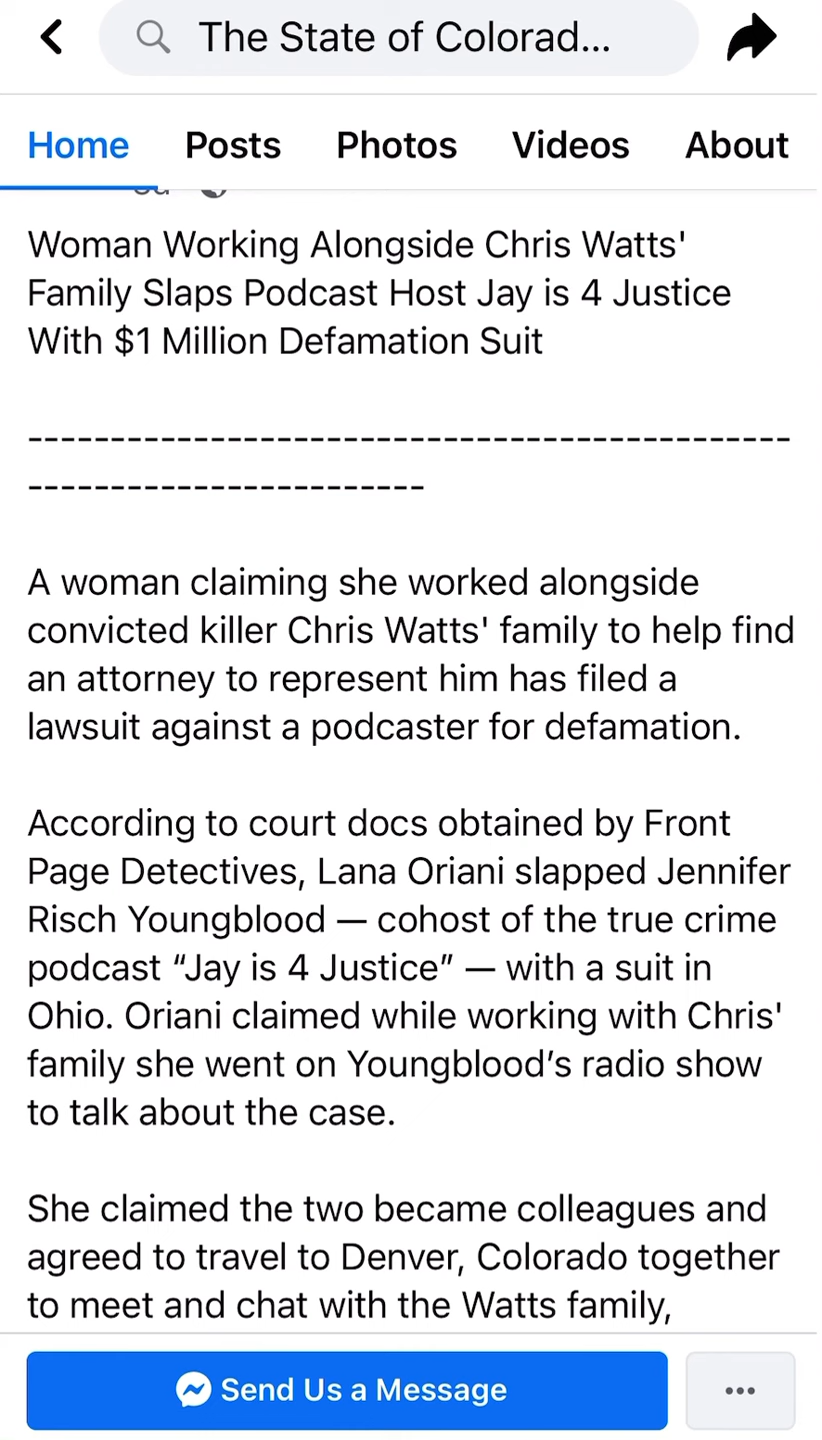 The State of Colorad...
Home Posts Photos Videos About
Woman Working Alongside Chris Watts'
Family Slaps Podcast Host Jay is 4 Justice
With $1 Million Defamation Suit
----------------------------------------------
------------------------
A woman claiming she worked alongside
convicted killer Chris Watts' family to help find
an attorney to represent him has filed a
lawsuit against a podcaster for defamation.
According to court docs obtained by Front
Page Detectives, Lana Oriani slapped Jennifer
Risch Youngblood — cohost of the true crime
podcast “Jay is 4 Justice” — with a suit in
Ohio. Oriani claimed while working with Chris'
family she went on Youngblood’s radio show
to talk about the case.
She claimed the two became colleagues and
agreed to travel to Denver, Colorado together
to meet and chat with the Watts family,
Send Us a Message